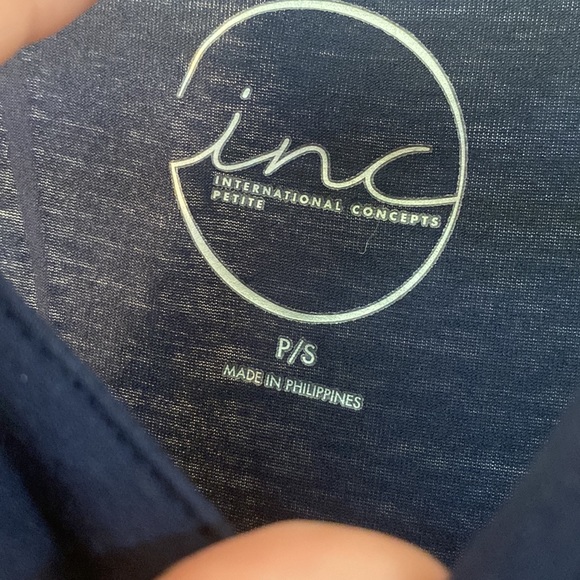 inc
INTERNATIONAL CONCEPTS
PETITE
P/S
MADE IN PHILIPPINES